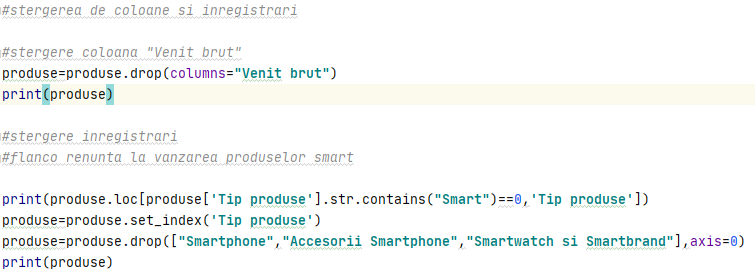 #stergerea de coloane si inregistrari
#stergere coloana "Venit brut"
produse=produse.drop(columns="Venit brut")
print(produse)
#stergere inregistrari
#flanco renunta la vanzarea produselor smart
print(produse.loc[produse['Tip produse'].str.contains("Smart")==0,'Tip produse'])
produse=produse.set_index('Tip produse')
produse=produse.drop(["Smartphone","Accesorii Smartphone","Smartwatch si Smartbrand"],axis=0)
print(produse)